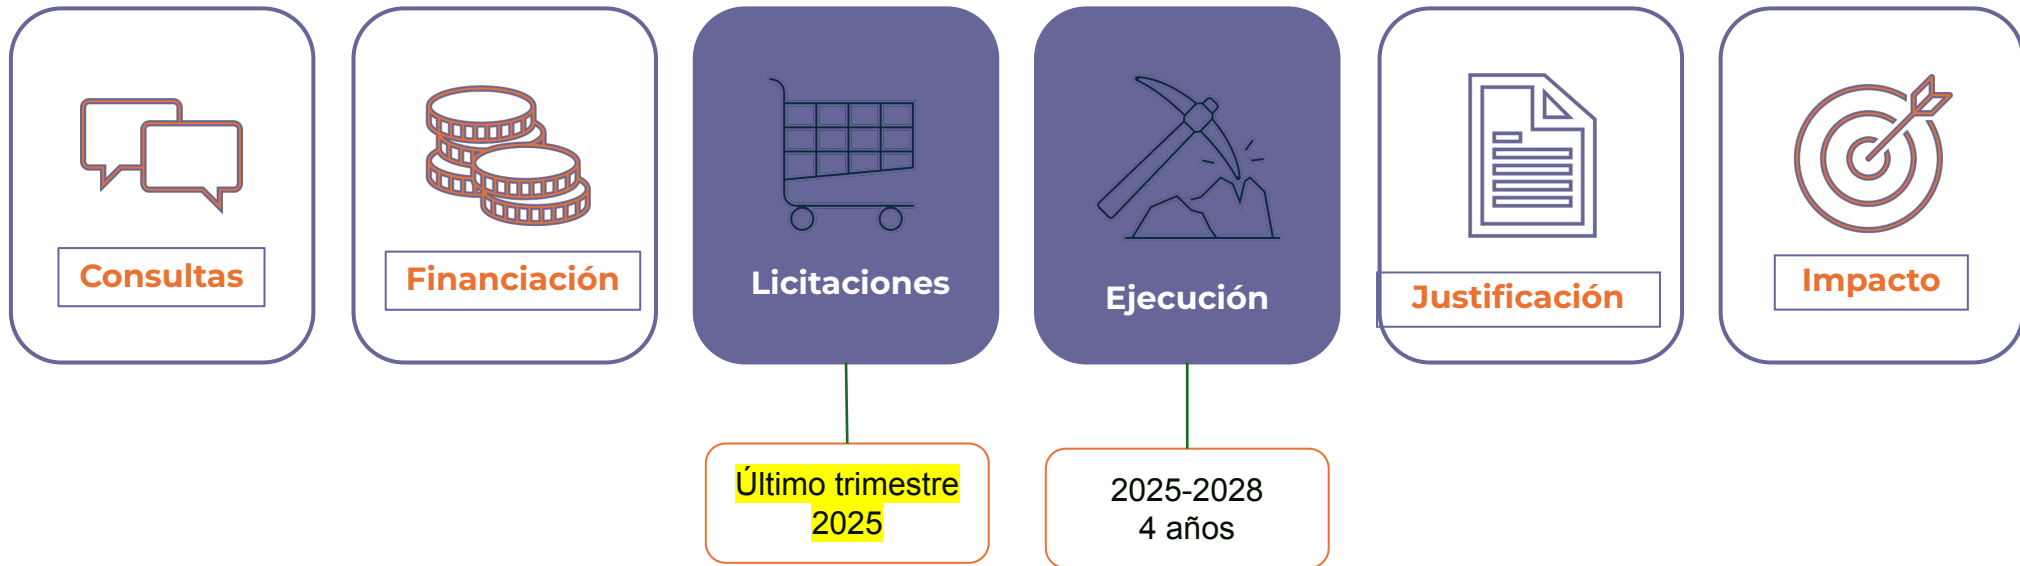 Consultas
Financiación
Licitaciones
Ejecución
Justificación
Impacto
Último trimestre
2025
2025-2028
4 años